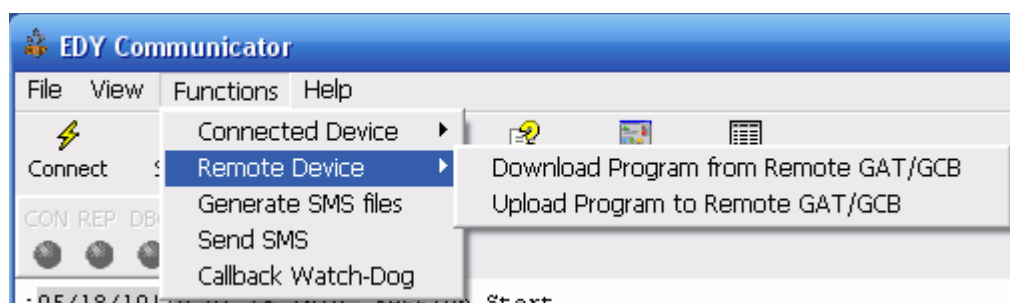 EDY Communicator
File View Functions Help
Connected Device
Connect
Remote Device
Download Program from Remote GAT/GCB
Generate SMS files
Upload Program to Remote GAT/GCB
CON REP
Send SMS
Callback Watch-Dog
Start